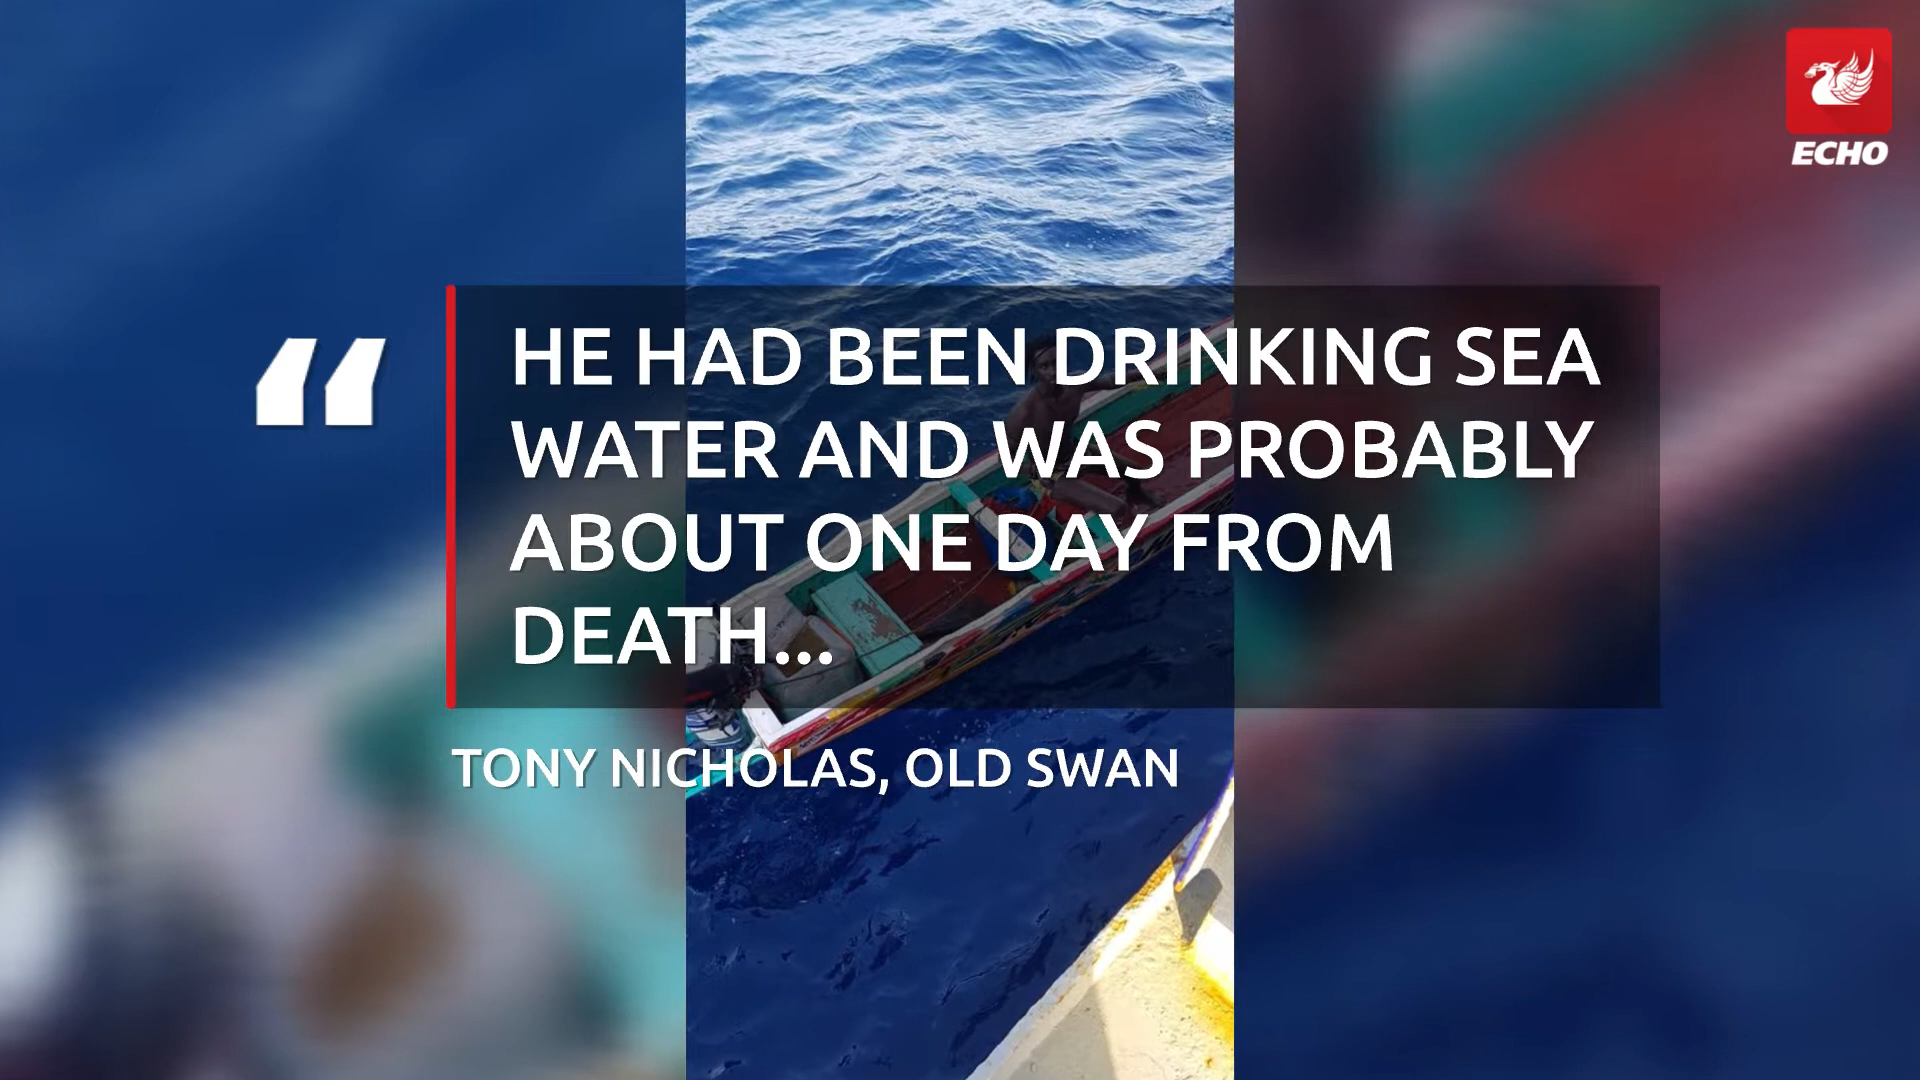 ECHO
“
HE HAD BEEN DRINKING SEA
WATER AND WAS PROBABLY
ABOUT ONE DAY FROM
DEATH...
TONY NICHOLAS, OLD SWAN